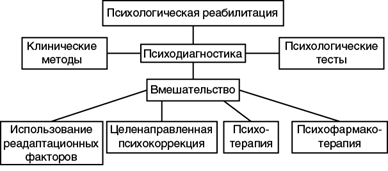 Психологическая реабилитация
Клинические
методы
Психодиагностика
Психологические
тесты
Вмешательство
Использование
реадаптационных
факторов
Целенаправленная
психокоррекция
Психо-
терапия
Психофармако-
терапия